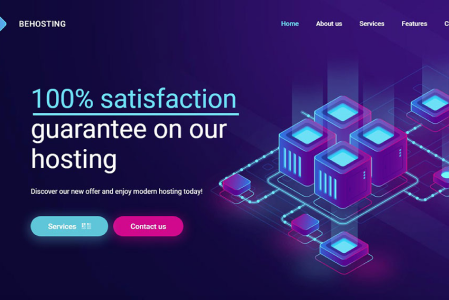 BEHOSTING
Home About us Services Features
100% satisfaction
guarantee on our
hosting
Discover our new offer and enjoy modern hosting today!
Services
Contact us